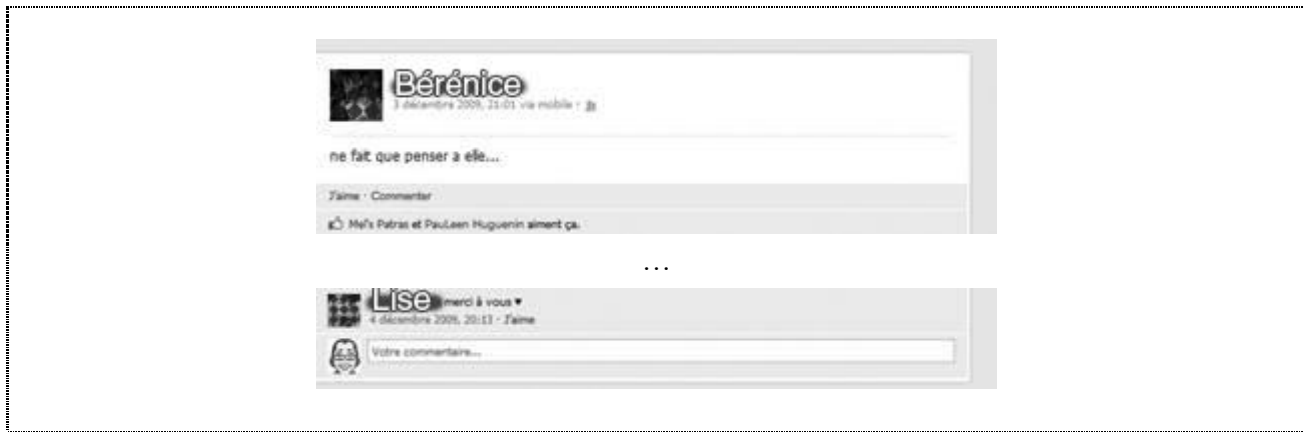 Bérénice
3 décembre 2009, 21:01 via mobile ·
ne fait que penser a elle...
J'aime · Commenter
Mel's Patras et PauLeen Huguenin aiment ça.
...
Lise merci à vous ♥
4 décembre 2009, 20:13 · J'aime
Votre commentaire...